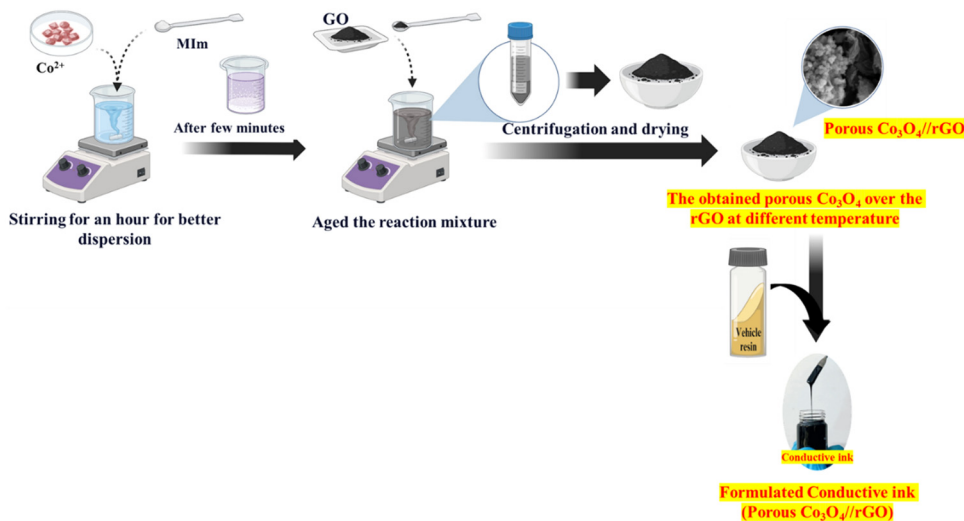 GO
Co²⁺
MIm
After few minutes
Centrifugation and drying
Porous Co₃O₄//rGO
Stirring for an hour for better
dispersion
Aged the reaction mixture
The obtained porous Co₃O₄ over the
rGO at different temperature
Vehicle
resin
Conductive ink
Formulated Conductive ink
(Porous Co₃O₄//rGO)